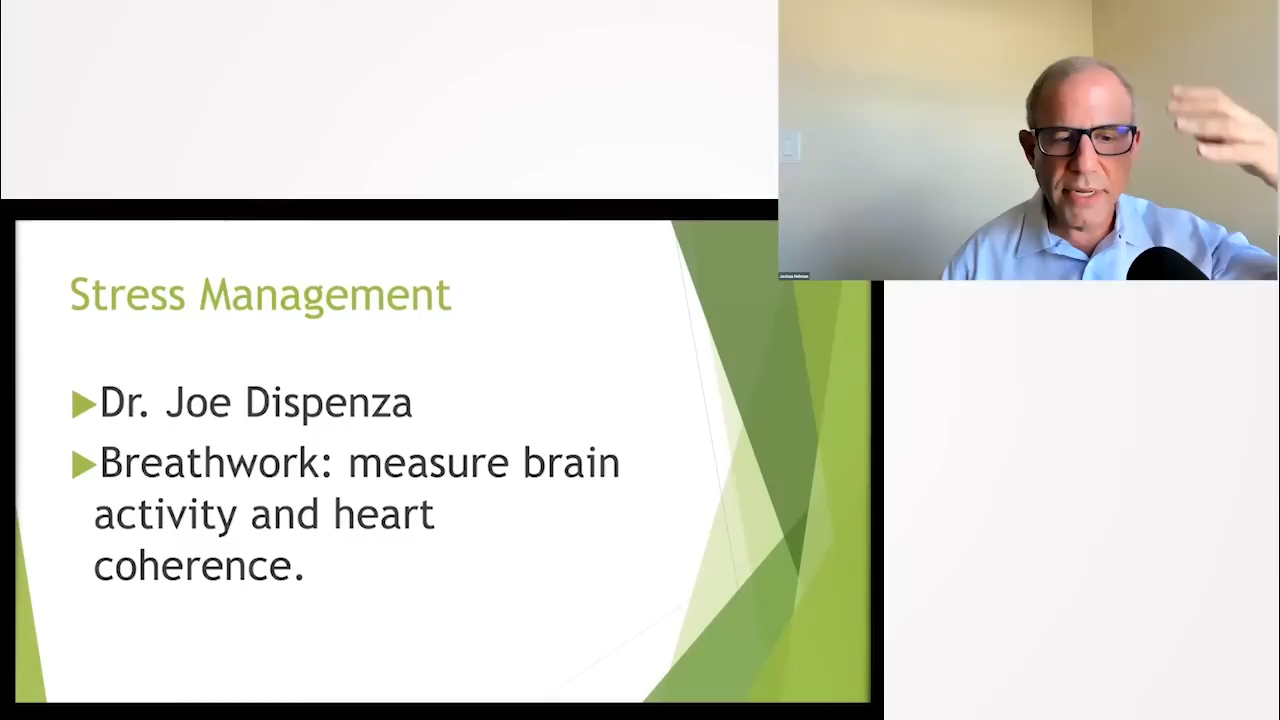 Stress Management
Dr. Joe Dispenza
Breathwork: measure brain
activity and heart
coherence.